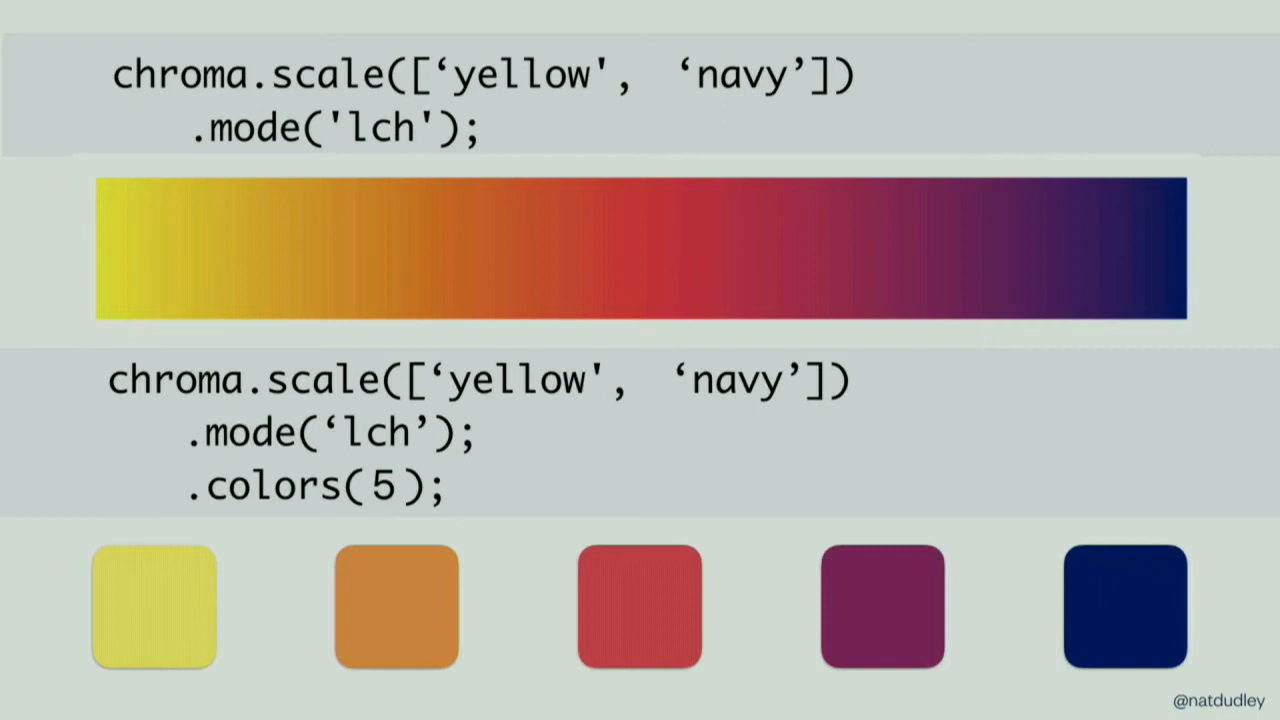 chroma.scale([‘yellow', ‘navy’])
.mode('lch');
chroma.scale([‘yellow', ‘navy’])
.mode(‘lch’);
.colors(5);
@natdudley